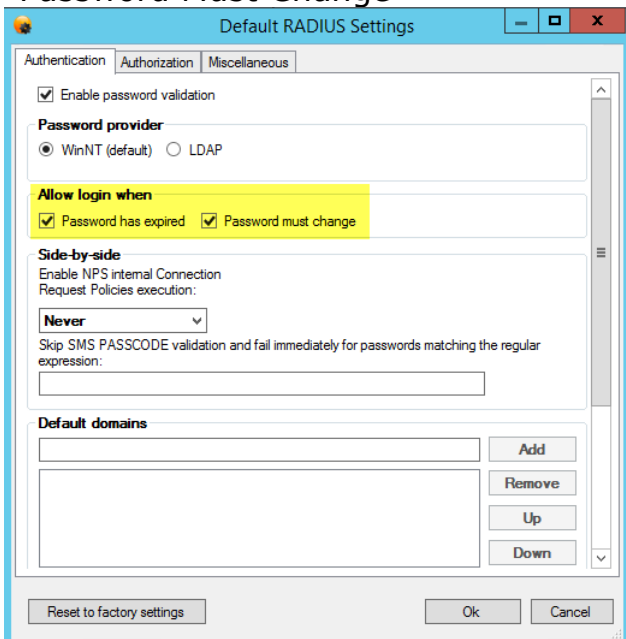 Password Must Change
Default RADIUS Settings
Authentication Authorization Miscellaneous
Enable password validation
Password provider
WinNT (default) LDAP
Allow login when
Password has expired Password must change
Side-by-side
Enable NPS internal Connection
Request Policies execution:
Never
Skip SMS PASSCODE validation and fail immediately for passwords matching the regular
expression:
Default domains
Add
Remove
Up
Down
Reset to factory settings Ok Cancel